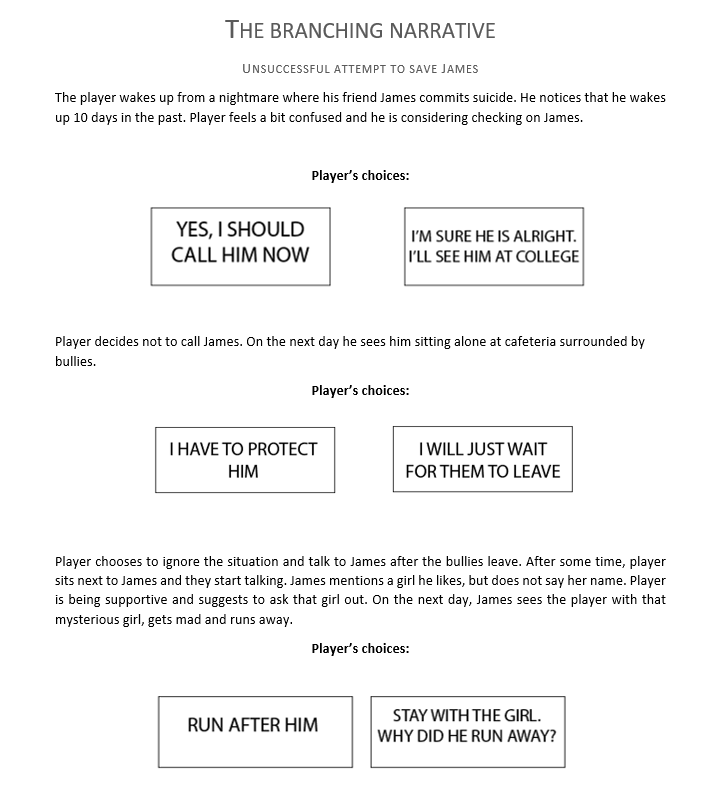 THE BRANCHING NARRATIVE
UNSUCCESSFUL ATTEMPT TO SAVE JAMES
The player wakes up from a nightmare where his friend James commits suicide. He notices that he wakes
up 10 days in the past. Player feels a bit confused and he is considering checking on James.
Player's choices:
YES, I SHOULD
CALL HIM NOW
I'M SURE HE IS ALRIGHT.
I'LL SEE HIM AT COLLEGE
Player decides not to call James. On the next day he sees him sitting alone at cafeteria surrounded by
bullies.
Player's choices:
I HAVE TO PROTECT
HIM
I WILL JUST WAIT
FOR THEM TO LEAVE
Player chooses to ignore the situation and talk to James after the bullies leave. After some time, player
sits next to James and they start talking. James mentions a girl he likes, but does not say her name. Player
is being supportive and suggests to ask that girl out. On the next day, James sees the player with that
mysterious girl, gets mad and runs away.
Player's choices:
RUN AFTER HIM
STAY WITH THE GIRL.
WHY DID HE RUN AWAY?